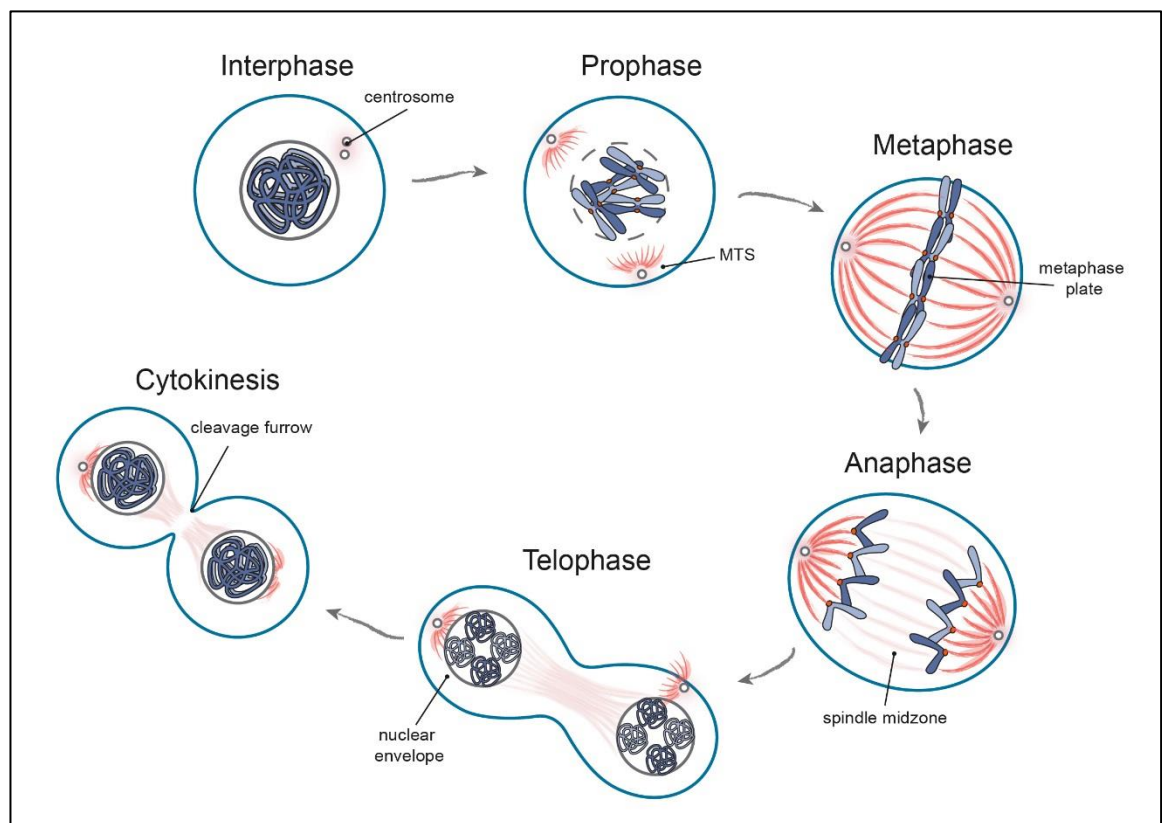 Interphase
centrosome
Prophase
MTS
Metaphase
metaphase
plate
Anaphase
spindle midzone
Telophase
nuclear
envelope
Cytokinesis
cleavage furrow